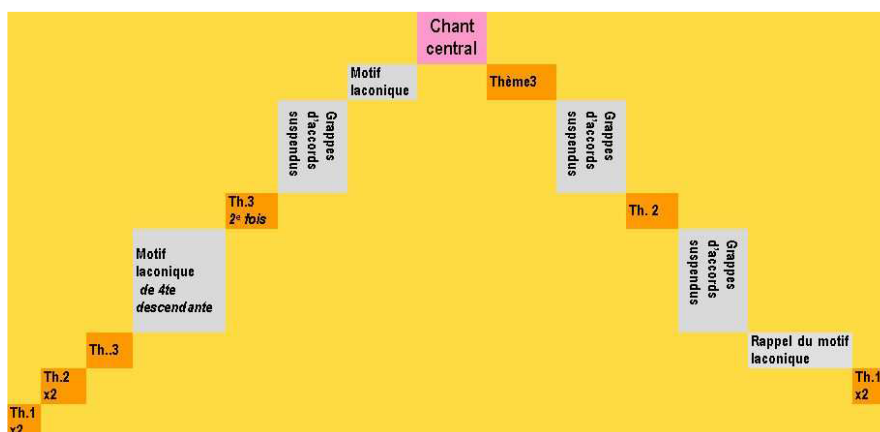 Th.1
x2
Th.2
x2
Th..3
Motif
laconique
de 4te
descendante
Th.3
2e fois
Grappes
d'accords
suspendus
Motif
laconique
Chant
central
Thème3
Grappes
d'accords
suspendus
Th. 2
Grappes
d'accords
suspendus
Rappel du motif
laconique
Th.1
x2